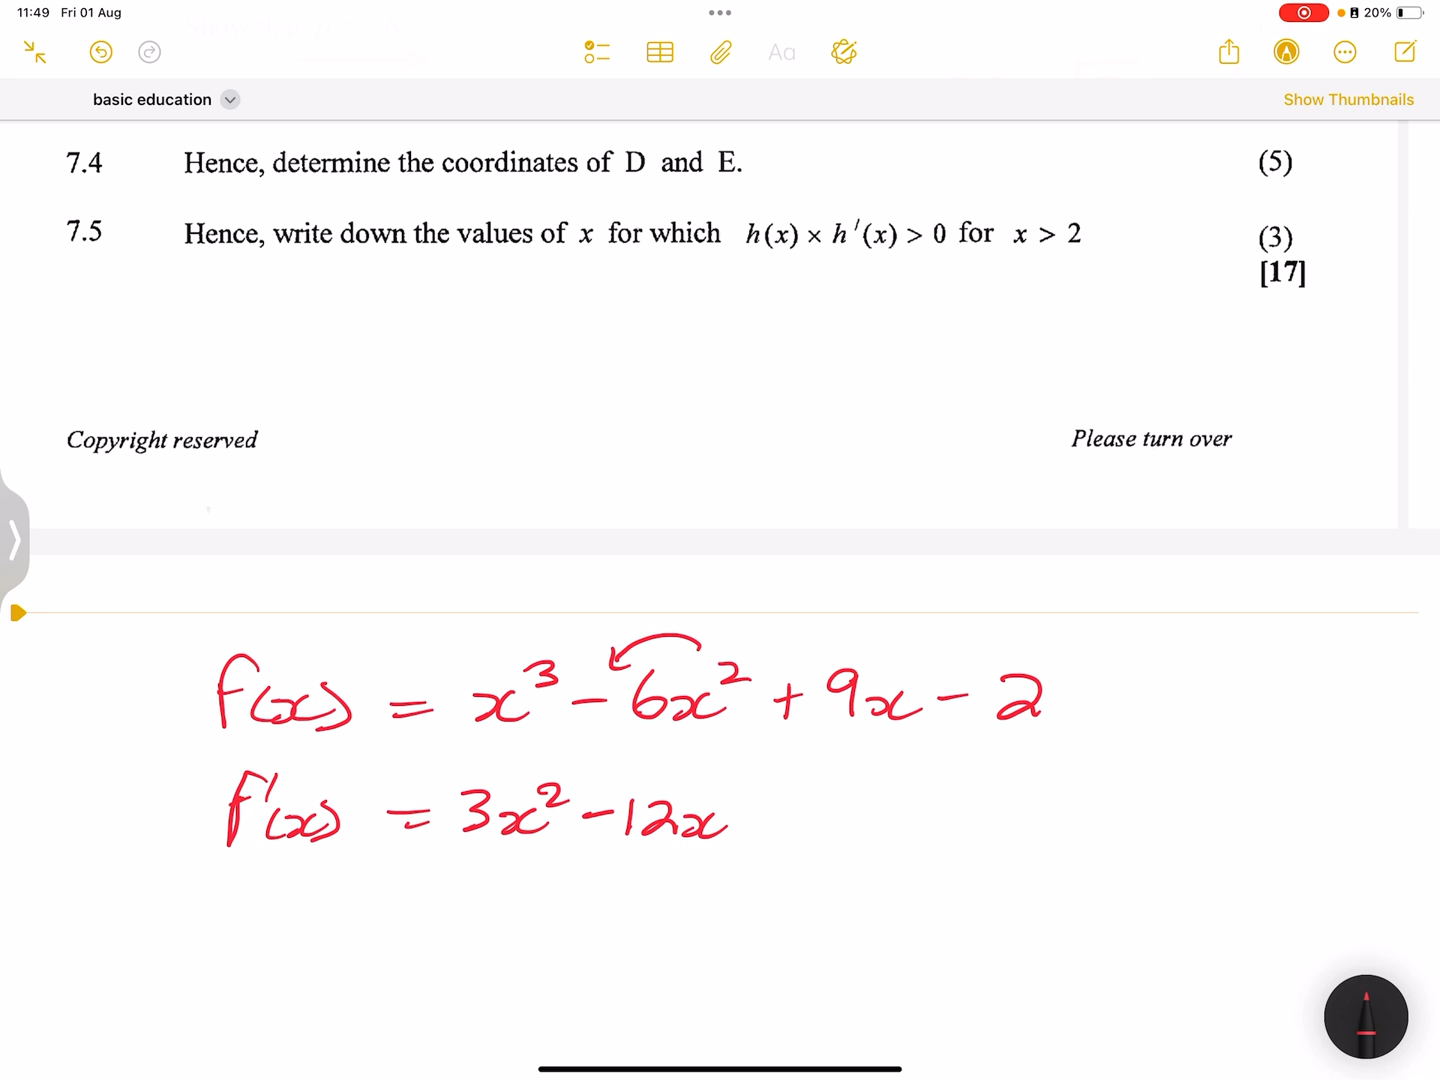 11:49 Fri 01 Aug
20%
Aa
basic education
Show Thumbnails
7.4 Hence, determine the coordinates of D and E. (5)
7.5 Hence, write down the values of x for which h(x) × h′(x) > 0 for x > 2 (3)
[17]
Copyright reserved
Please turn over
f(x) = x³ − 6x² + 9x − 2
f′(x) = 3x² − 12x